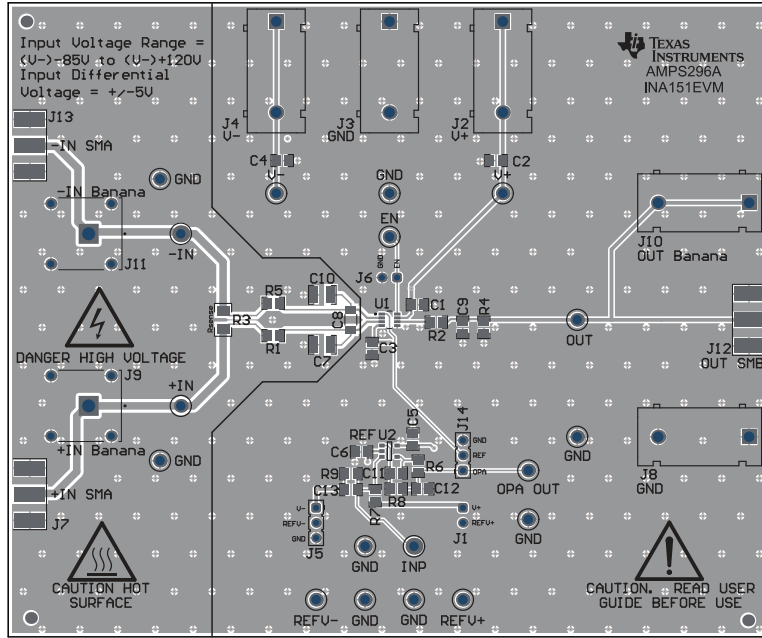 Input Voltage Range =
(V-)-85V to (V-)+120V
Input Differential
Voltage = +/-5V
TEXAS
INSTRUMENTS
AMPS296A
INA151EVM
J4
V-
J3
GND
J2
V+
J13
-IN SMA
C4
V-
GND
V+
C2
GND
-IN Banana
EN
J10
OUT Banana
-IN
J11
GND
EN
J6
C10
R5
U1
C1
Rsense
R3
C8
C9
R4
R2
OUT
J12
OUT SMB
DANGER HIGH VOLTAGE
R1
C7
C3
J9
+IN
+IN Banana
GND
C5
J14
GND
REF
OPA
REF U2
C6
R6
OPA OUT
GND
J8
GND
R9
C11
C13
R8
C12
R7
+IN SMA
J7
V-
REFV-
GND
J5
V+
REFV+
J1
GND
GND
INP
CAUTION HOT
SURFACE
CAUTION. READ USER
GUIDE BEFORE USE
REFV-
GND
GND
REFV+